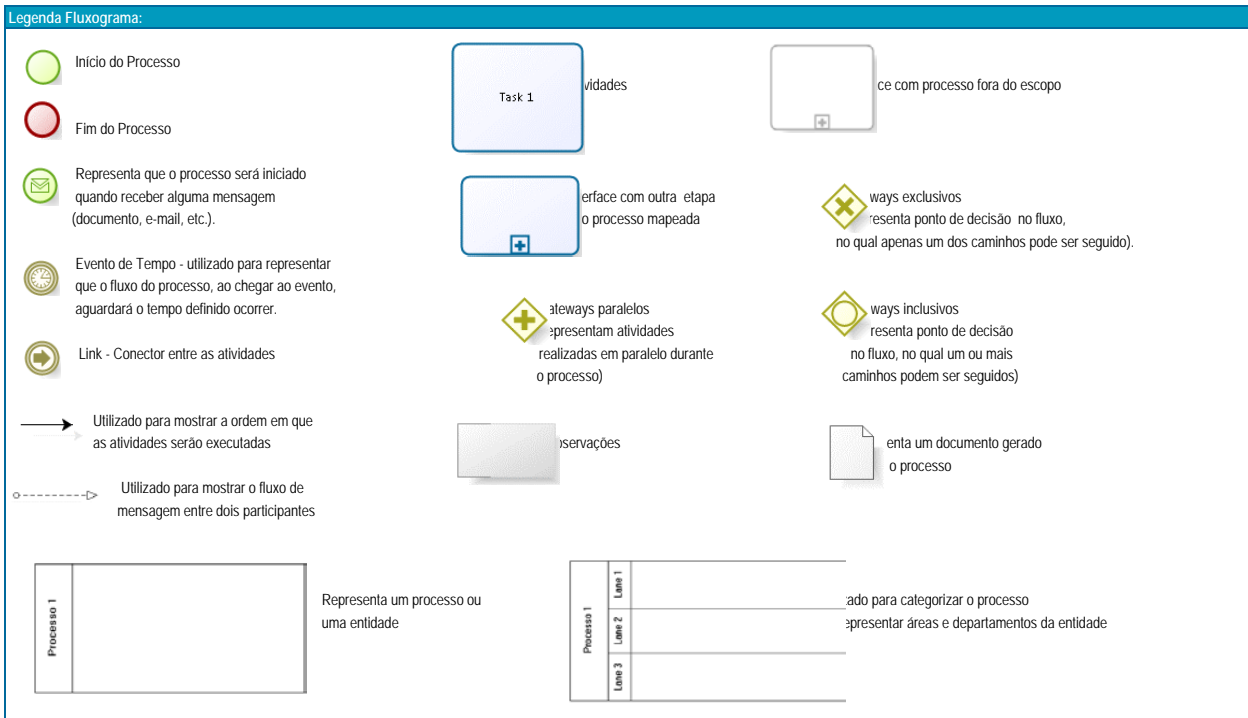 Legenda Fluxograma:
Início do Processo
Fim do Processo
Representa que o processo será iniciado
quando receber alguma mensagem
(documento, e-mail, etc.).
Evento de Tempo - utilizado para representar
que o fluxo do processo, ao chegar ao evento,
aguardará o tempo definido ocorrer.
Link - Conector entre as atividades
Utilizado para mostrar a ordem em que
as atividades serão executadas
Utilizado para mostrar o fluxo de
mensagem entre dois participantes
Task 1
vidades
erface com outra etapa
o processo mapeada
ateways paralelos
epresentam atividades
realizadas em paralelo durante
o processo)
servações
ce com processo fora do escopo
ways exclusivos
resenta ponto de decisão no fluxo,
no qual apenas um dos caminhos pode ser seguido).
ways inclusivos
resenta ponto de decisão
no fluxo, no qual um ou mais
caminhos podem ser seguidos)
enta um documento gerado
o processo
Processo 1
Representa um processo ou
uma entidade
Processo 1
Lane 1
Lane 2
Lane 3
zado para categorizar o processo
epresentar áreas e departamentos da entidade